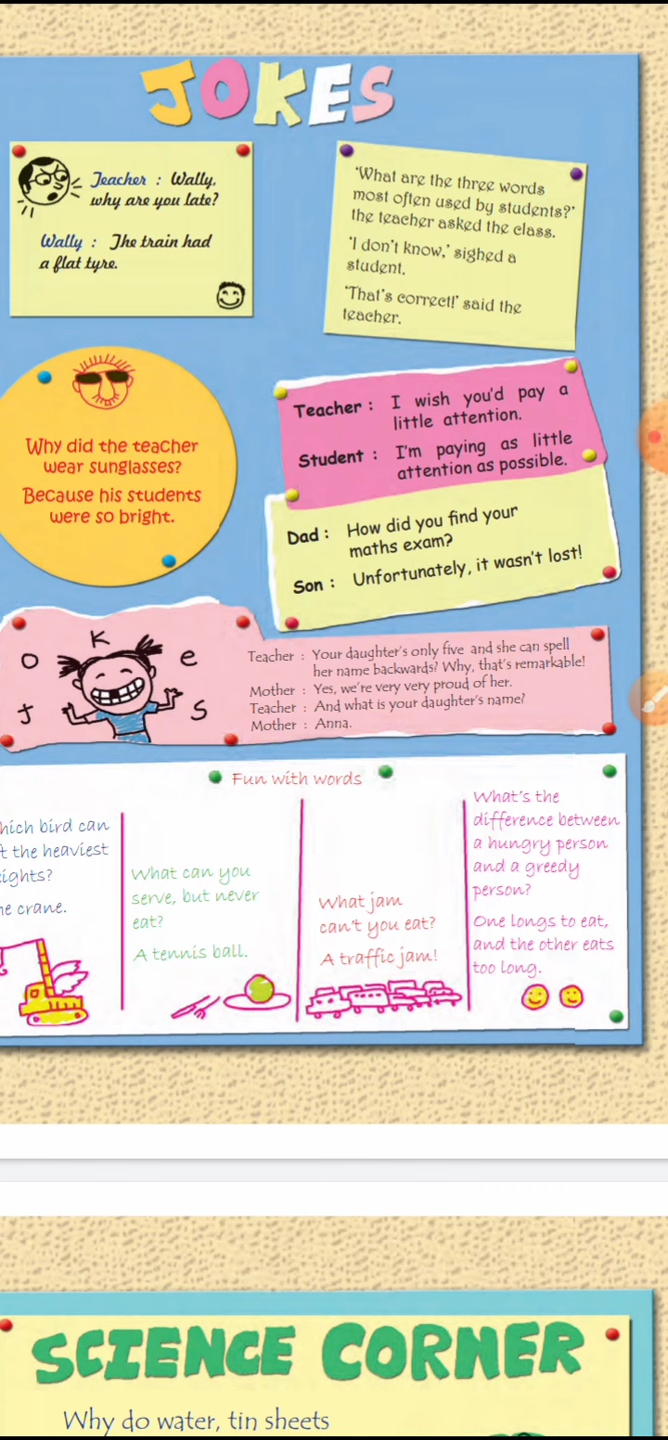 JOKES
Teacher : Wally,
why are you late?
Wally : The train had
a flat tyre.
'What are the three words
most often used by students?'
the teacher asked the class.
'I don't know,' sighed a
student.
'That's correct!' said the
teacher.
Why did the teacher
wear sunglasses?
Because his students
were so bright.
Teacher : I wish you'd pay a
little attention.
Student : I'm paying as little
attention as possible.
Dad : How did you find your
maths exam?
Son : Unfortunately, it wasn't lost!
J o K e s
Teacher : Your daughter's only five and she can spell
her name backwards? Why, that's remarkable!
Mother : Yes, we're very very proud of her.
Teacher : And what is your daughter's name?
Mother : Anna.
Fun with words
hich bird can
t the heaviest
ights?
e crane.
What can you
serve, but never
eat?
A tennis ball.
What jam
can't you eat?
A traffic jam!
What's the
difference between
a hungry person
and a greedy
person?
One longs to eat,
and the other eats
too long.
SCIENCE CORNER
Why do water, tin sheets